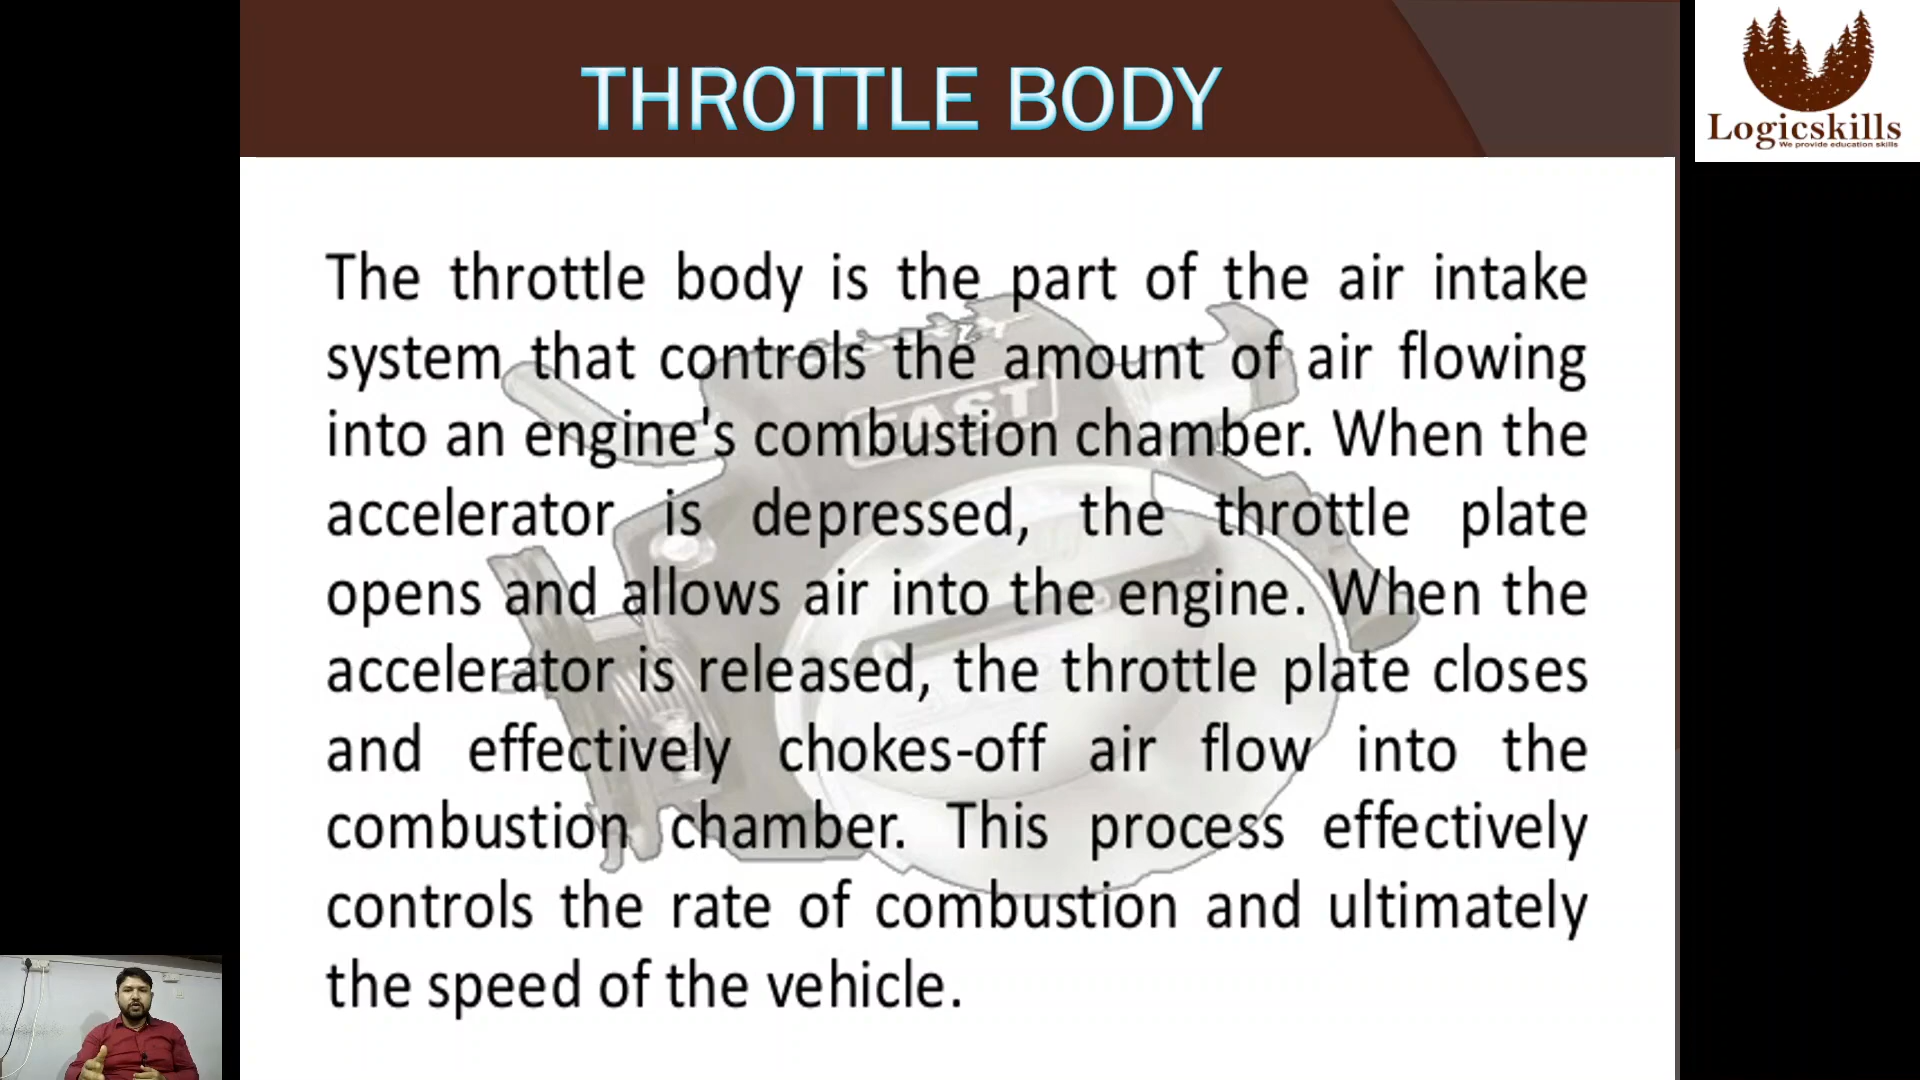 THROTTLE BODY
Logicskills
We provide education skills
The throttle body is the part of the air intake
system that controls the amount of air flowing
into an engine's combustion chamber. When the
accelerator is depressed, the throttle plate
opens and allows air into the engine. When the
accelerator is released, the throttle plate closes
and effectively chokes-off air flow into the
combustion chamber. This process effectively
controls the rate of combustion and ultimately
the speed of the vehicle.
FAST